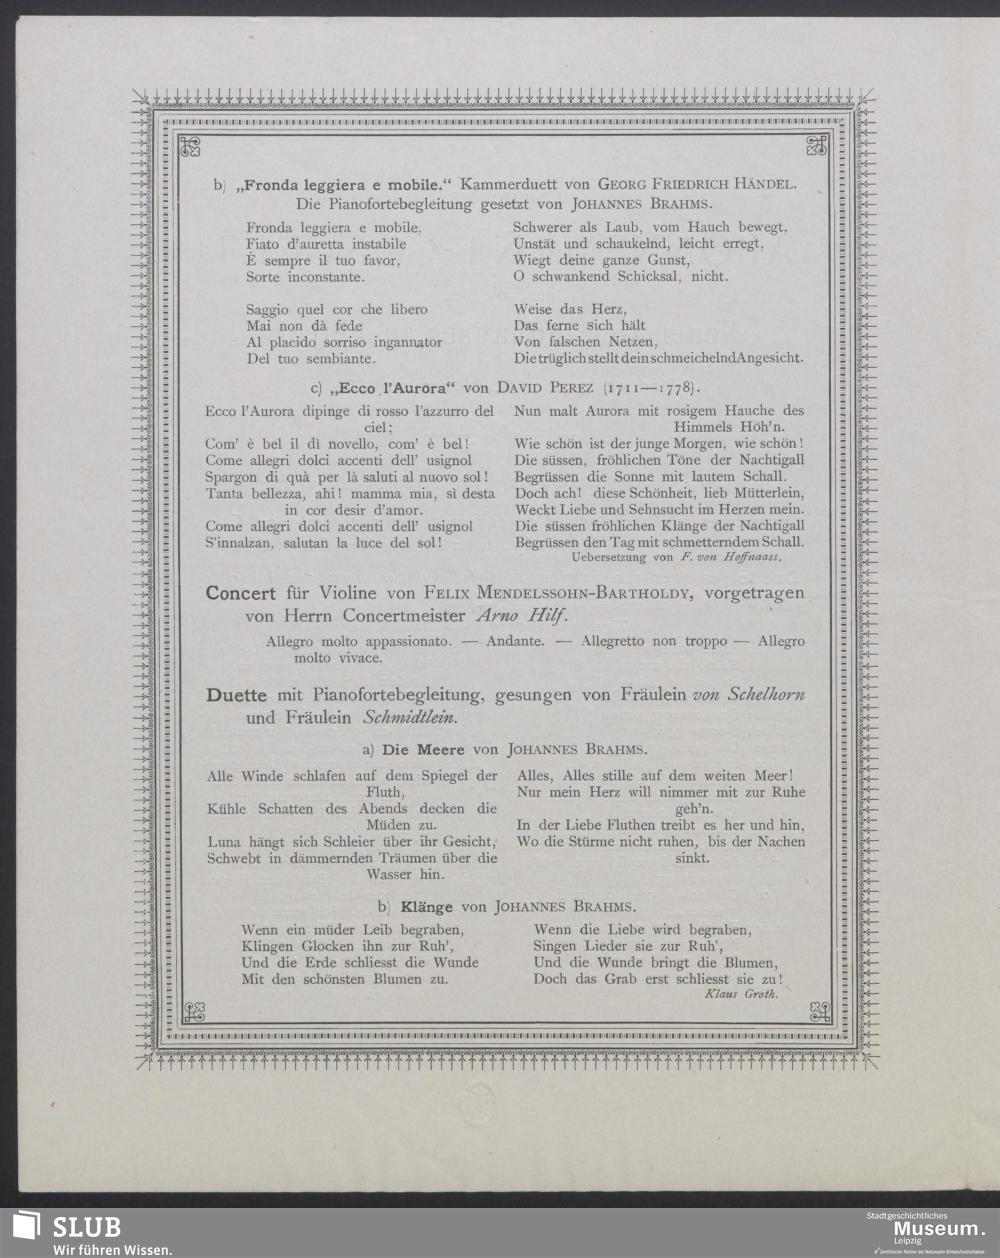 b) „Fronda leggiera e mobile.“ Kammerduett von GEORG FRIEDRICH HÄNDEL.
Die Pianofortebegleitung gesetzt von JOHANNES BRAHMS.
Fronda leggiera e mobile,
Fiato d'auretta instabile
È sempre il tuo favor,
Sorte inconstante.
Saggio quel cor che libero
Mai non dà fede
Al placido sorriso ingannator
Del tuo sembiante.
Schwerer als Laub, vom Hauch bewegt,
Unstät und schaukelnd, leicht erregt,
Wiegt deine ganze Gunst,
O schwankend Schicksal, nicht.
Weise das Herz,
Das ferne sich hält
Von falschen Netzen,
Die trüglich stellt dein schmeichelnd Angesicht.
c) „Ecco l'Aurora“ von DAVID PEREZ (1711—1778).
Ecco l'Aurora dipinge di rosso l'azzurro del
ciel;
Com' è bel il dì novello, com' è bel!
Come allegri dolci accenti dell' usignol
Spargon di quà per là saluti al nuovo sol!
Tanta bellezza, ahi! mamma mia, sì desta
in cor desir d'amor.
Come allegri dolci accenti dell' usignol
S'innalzan, salutan la luce del sol!
Nun malt Aurora mit rosigem Hauche des
Himmels Höh'n.
Wie schön ist der junge Morgen, wie schön!
Die süssen, fröhlichen Töne der Nachtigall
Begrüssen die Sonne mit lautem Schall.
Doch ach! diese Schönheit, lieb Mütterlein,
Weckt Liebe und Sehnsucht im Herzen mein.
Die süssen fröhlichen Klänge der Nachtigall
Begrüssen den Tag mit schmetterndem Schall.
Uebersetzung von F. von Hoffnaass.
Concert für Violine von FELIX MENDELSSOHN-BARTHOLDY, vorgetragen
von Herrn Concertmeister Arno Hilf.
Allegro molto appassionato. — Andante. — Allegretto non troppo — Allegro
molto vivace.
Duette mit Pianofortebegleitung, gesungen von Fräulein von Schelhorn
und Fräulein Schmidtlein.
a) Die Meere von JOHANNES BRAHMS.
Alle Winde schlafen auf dem Spiegel der
Fluth,
Kühle Schatten des Abends decken die
Müden zu.
Luna hängt sich Schleier über ihr Gesicht,
Schwebt in dämmernden Träumen über die
Wasser hin.
Alles, Alles stille auf dem weiten Meer!
Nur mein Herz will nimmer mit zur Ruhe
geh'n.
In der Liebe Fluthen treibt es her und hin,
Wo die Stürme nicht ruhen, bis der Nachen
sinkt.
b) Klänge von JOHANNES BRAHMS.
Wenn ein müder Leib begraben,
Klingen Glocken ihn zur Ruh',
Und die Erde schliesst die Wunde
Mit den schönsten Blumen zu.
Wenn die Liebe wird begraben,
Singen Lieder sie zur Ruh',
Und die Wunde bringt die Blumen,
Doch das Grab erst schliesst sie zu!
Klaus Groth.
SLUB
Wir führen Wissen.
Stadtgeschichtliches
Museum.
Leipzig
Zertifizierter Partner der Nationalen Klimaschutzinitiative